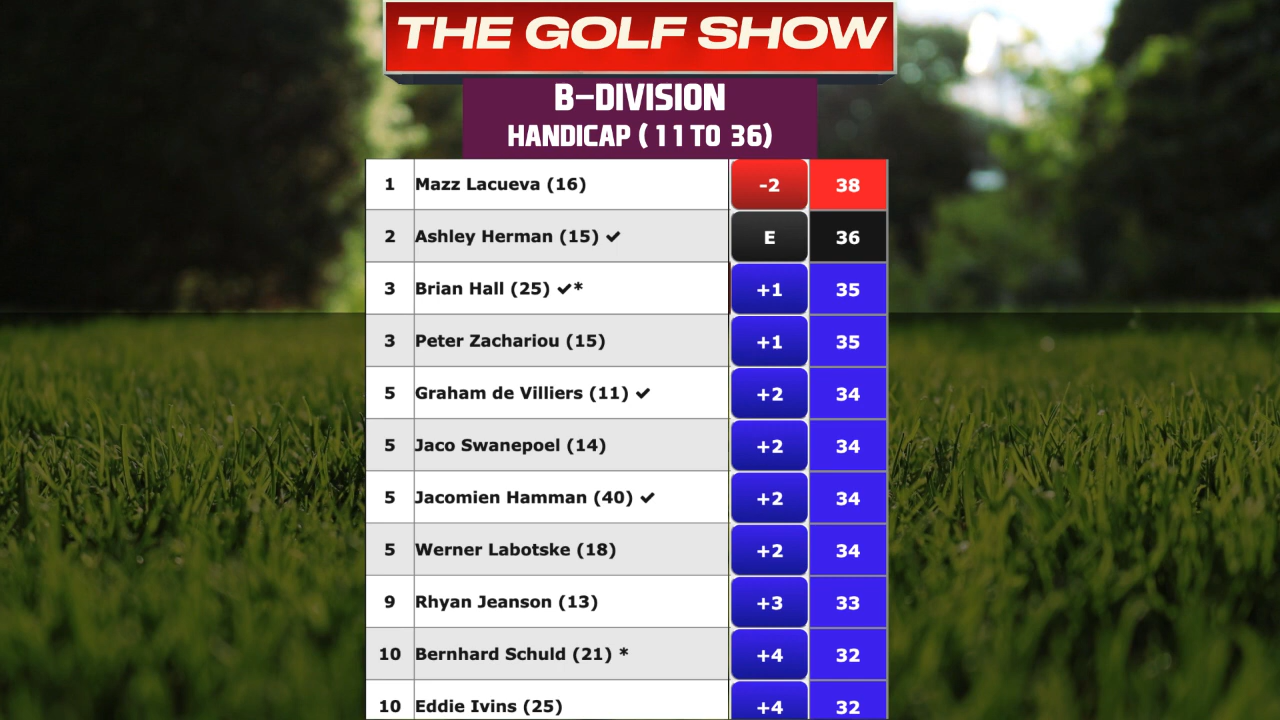 THE GOLF SHOW
B-DIVISION
HANDICAP (11 TO 36)
1 Mazz Lacueva (16) -2 38
2 Ashley Herman (15) ✔ E 36
3 Brian Hall (25) ✔* +1 35
3 Peter Zachariou (15) +1 35
5 Graham de Villiers (11) ✔ +2 34
5 Jaco Swanepoel (14) +2 34
5 Jacomien Hamman (40) ✔ +2 34
5 Werner Labotske (18) +2 34
9 Rhyan Jeanson (13) +3 33
10 Bernhard Schuld (21) * +4 32
10 Eddie Ivins (25) +4 32